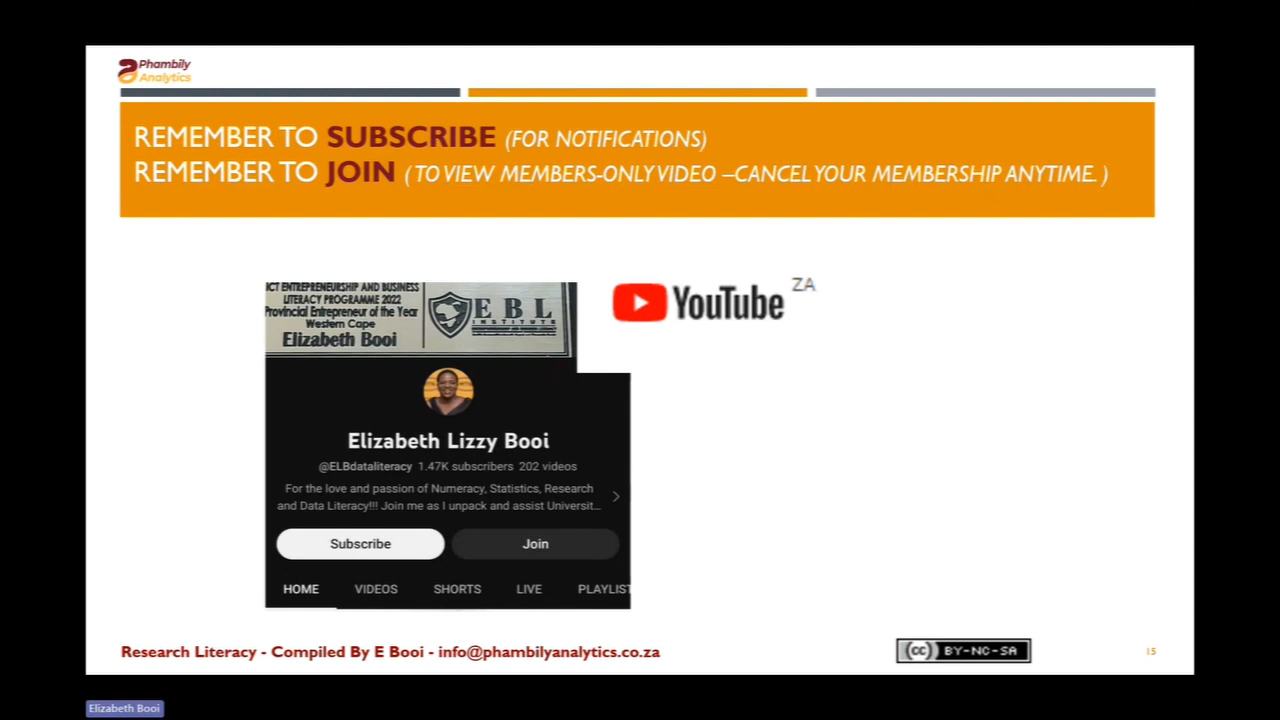 Phambily
Analytics
REMEMBER TO SUBSCRIBE (FOR NOTIFICATIONS)
REMEMBER TO JOIN ( TO VIEW MEMBERS-ONLY VIDEO –CANCEL YOUR MEMBERSHIP ANYTIME. )
ICT ENTREPRENEURSHIP AND BUSINESS
LITERACY PROGRAMME 2022
Provincial Entrepreneur of the Year
Western Cape
Elizabeth Booi
EBL
INSTITUTE
YouTube ZA
Elizabeth Lizzy Booi
@ELBdataliteracy 1.47K subscribers 202 videos
For the love and passion of Numeracy, Statistics, Research
and Data Literacy!!! Join me as I unpack and assist Universit...
Subscribe Join
HOME VIDEOS SHORTS LIVE PLAYLIST
Research Literacy - Compiled By E Booi - info@phambilyanalytics.co.za
cc BY-NC-SA
15
Elizabeth Booi